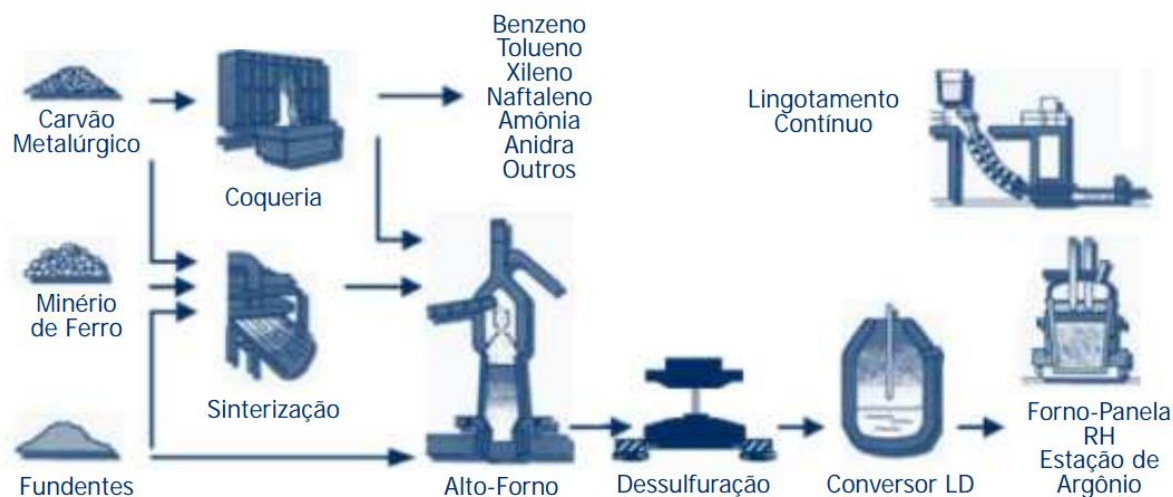 Carvão
Metalúrgico
Coqueria
Benzeno
Tolueno
Xileno
Naftaleno
Amônia
Anidra
Outros
Lingotamento
Contínuo
Minério
de Ferro
Sinterização
Fundentes
Alto-Forno
Dessulfuração
Conversor LD
Forno-Panela
RH
Estação de
Argônio